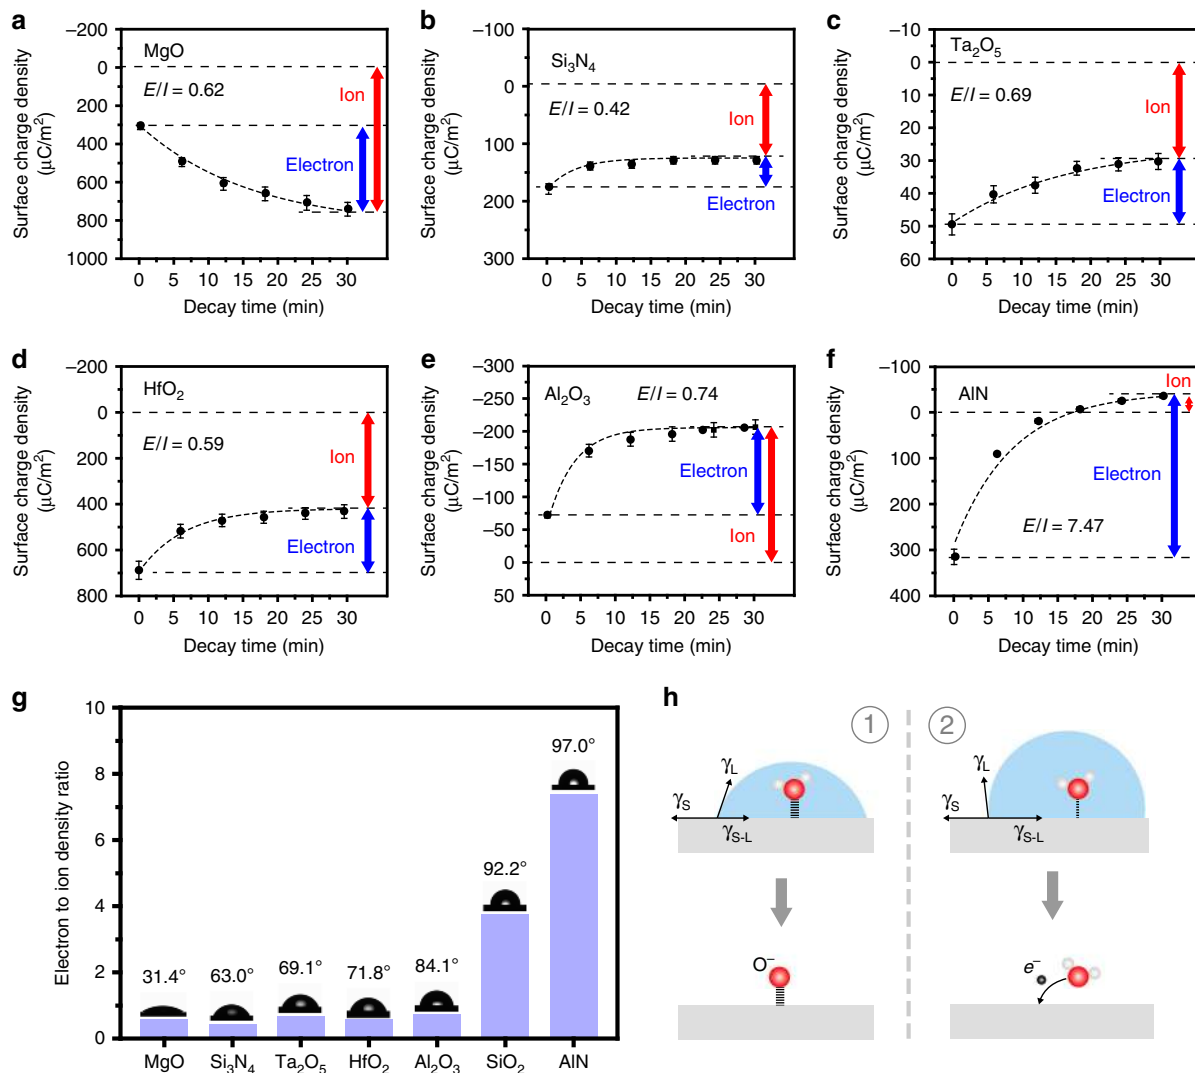 a
MgO
E/I = 0.62
Ion
Electron
Surface charge density
(μC/m²)
−200
0
200
400
600
800
1000
0 5 10 15 20 25 30
Decay time (min)
b
Si₃N₄
E/I = 0.42
Ion
Electron
Surface charge density
(μC/m²)
−100
0
100
200
300
0 5 10 15 20 25 30
Decay time (min)
c
Ta₂O₅
E/I = 0.69
Ion
Electron
Surface charge density
(μC/m²)
−10
0
10
20
30
40
50
60
0 5 10 15 20 25 30
Decay time (min)
d
HfO₂
E/I = 0.59
Ion
Electron
Surface charge density
(μC/m²)
−200
0
200
400
600
800
0 5 10 15 20 25 30
Decay time (min)
e
Al₂O₃
E/I = 0.74
Electron
Ion
Surface charge density
(μC/m²)
−300
−250
−200
−150
−100
−50
0
50
0 5 10 15 20 25 30
Decay time (min)
f
AlN
Ion
Electron
E/I = 7.47
Surface charge density
(μC/m²)
−100
0
100
200
300
400
0 5 10 15 20 25 30
Decay time (min)
g
Electron to ion density ratio
10
8
6
4
2
0
31.4° 63.0° 69.1° 71.8° 84.1° 92.2° 97.0°
MgO Si₃N₄ Ta₂O₅ HfO₂ Al₂O₃ SiO₂ AlN
h
1
γL
γS
γS-L
O⁻
2
γL
γS
γS-L
e⁻